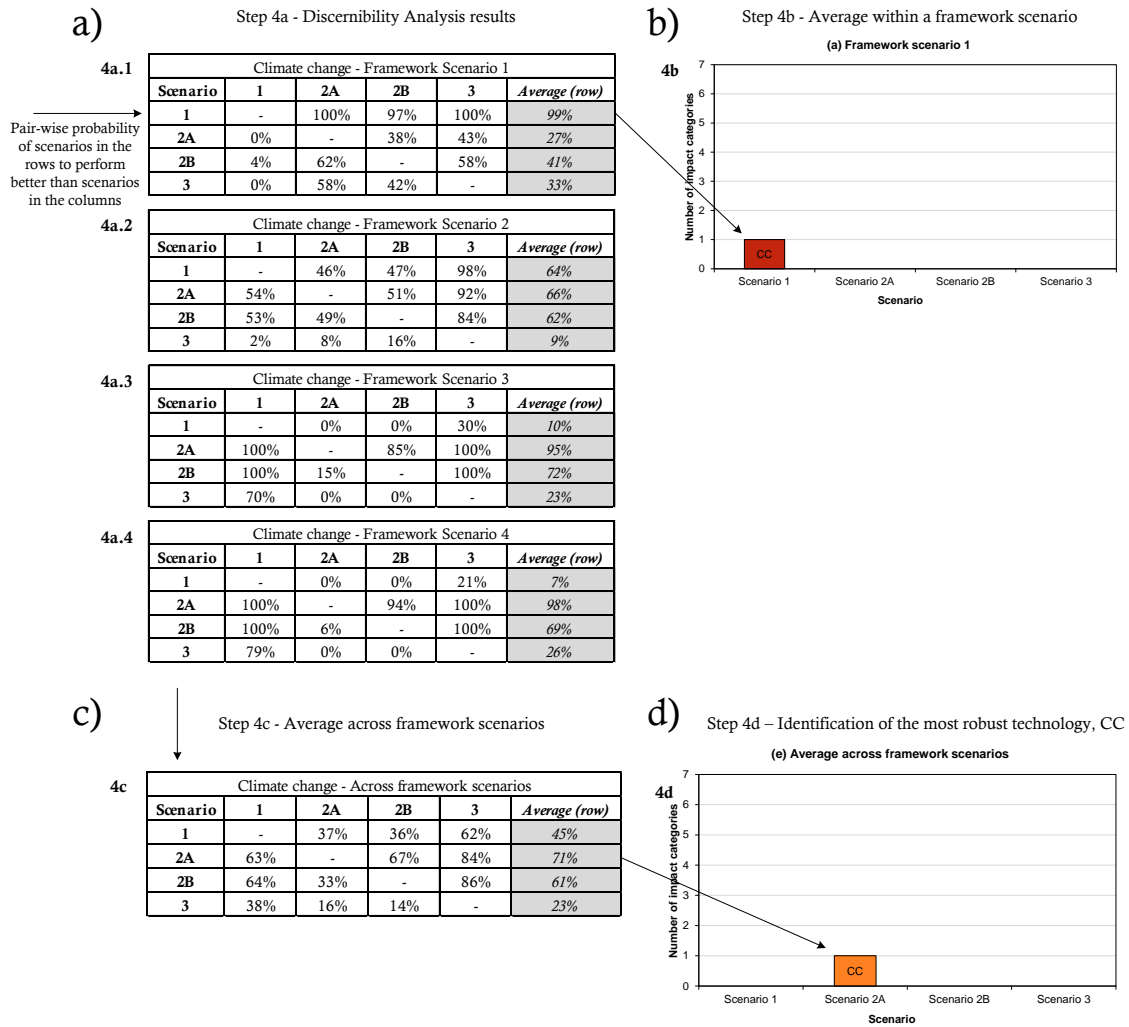 a)
Step 4a - Discernibility Analysis results
4a.1
Climate change - Framework Scenario 1
Scenario 1 2A 2B 3 Average (row)
1 - 100% 97% 100% 99%
2A 0% - 38% 43% 27%
2B 4% 62% - 58% 41%
3 0% 58% 42% - 33%
Pair-wise probability
of scenarios in the
rows to perform
better than scenarios
in the columns
4a.2
Climate change - Framework Scenario 2
Scenario 1 2A 2B 3 Average (row)
1 - 46% 47% 98% 64%
2A 54% - 51% 92% 66%
2B 53% 49% - 84% 62%
3 2% 8% 16% - 9%
4a.3
Climate change - Framework Scenario 3
Scenario 1 2A 2B 3 Average (row)
1 - 0% 0% 30% 10%
2A 100% - 85% 100% 95%
2B 100% 15% - 100% 72%
3 70% 0% 0% - 23%
4a.4
Climate change - Framework Scenario 4
Scenario 1 2A 2B 3 Average (row)
1 - 0% 0% 21% 7%
2A 100% - 94% 100% 98%
2B 100% 6% - 100% 69%
3 79% 0% 0% - 26%
b)
Step 4b - Average within a framework scenario
(a) Framework scenario 1
4b
Number of impact categories
7
6
5
4
3
2
1
0
CC
Scenario 1 Scenario 2A Scenario 2B Scenario 3
Scenario
c)
Step 4c - Average across framework scenarios
4c
Climate change - Across framework scenarios
Scenario 1 2A 2B 3 Average (row)
1 - 37% 36% 62% 45%
2A 63% - 67% 84% 71%
2B 64% 33% - 86% 61%
3 38% 16% 14% - 23%
d)
Step 4d – Identification of the most robust technology, CC
(e) Average across framework scenarios
4d
Number of impact categories
7
6
5
4
3
2
1
0
CC
Scenario 1 Scenario 2A Scenario 2B Scenario 3
Scenario